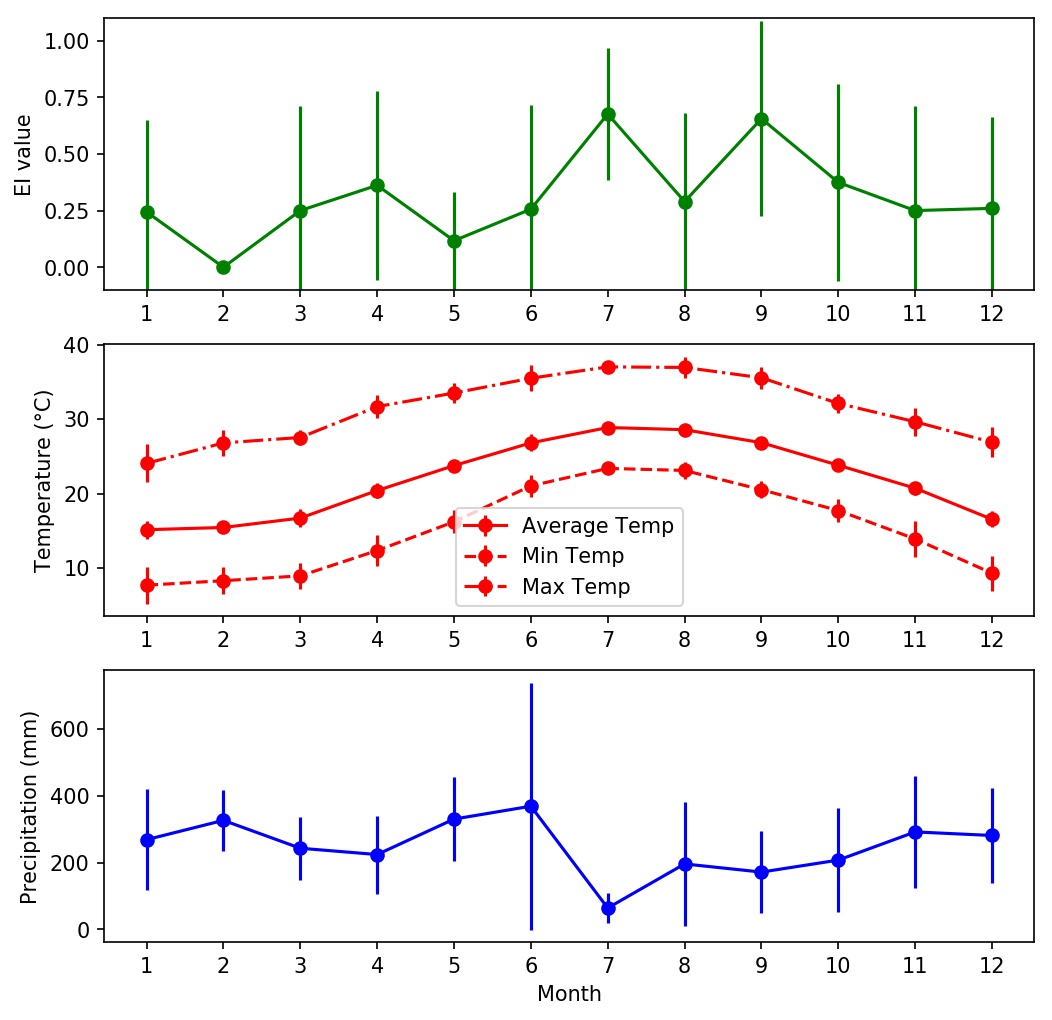 1.00
0.75
0.50
0.25
0.00
EI value
1 2 3 4 5 6 7 8 9 10 11 12
40
30
20
10
Temperature (°C)
Average Temp
Min Temp
Max Temp
1 2 3 4 5 6 7 8 9 10 11 12
600
400
200
0
Precipitation (mm)
1 2 3 4 5 6 7 8 9 10 11 12
Month